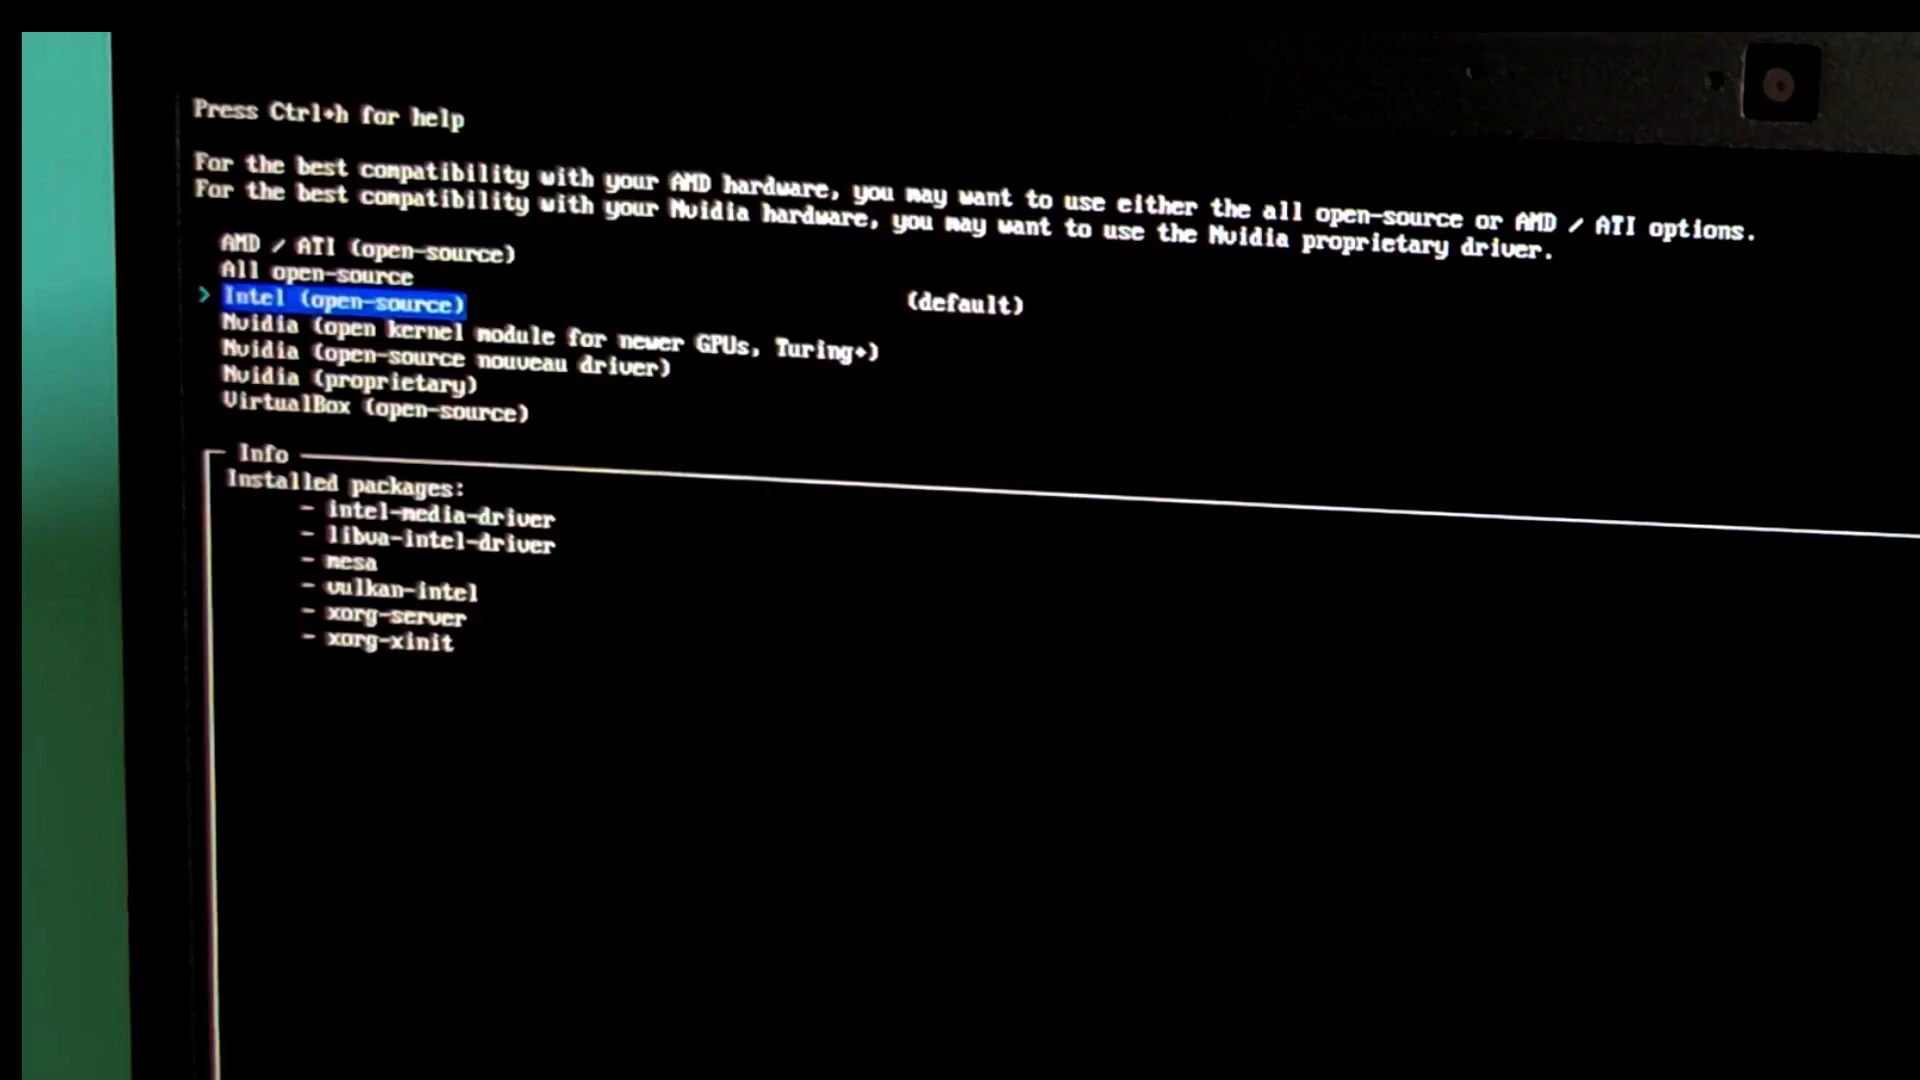 Press Ctrl+h for help
For the best compatibility with your AMD hardware, you may want to use either the all open-source or AMD / ATI options.
For the best compatibility with your Nvidia hardware, you may want to use the Nvidia proprietary driver.
AMD / ATI (open-source)
All open-source
> Intel (open-source) (default)
Nvidia (open kernel module for newer GPUs, Turing+)
Nvidia (open-source nouveau driver)
Nvidia (proprietary)
VirtualBox (open-source)
Info
Installed packages:
- intel-media-driver
- libva-intel-driver
- mesa
- vulkan-intel
- xorg-server
- xorg-xinit